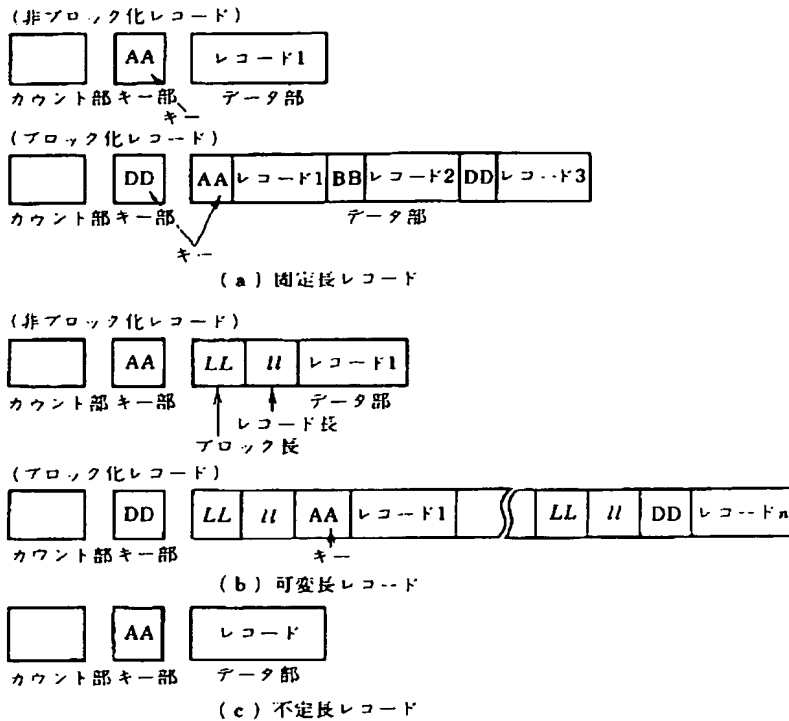 (非ブロック化レコード)
AA レコード1
カウント部 キー部 データ部
キー
(ブロック化レコード)
DD AA レコード1 BB レコード2 DD レコード3
カウント部 キー部 データ部
キー
(a) 固定長レコード
(非ブロック化レコード)
AA LL ll レコード1
カウント部 キー部 データ部
レコード長
ブロック長
(ブロック化レコード)
DD LL ll AA レコード1 LL ll DD レコードn
カウント部 キー部 キー
(b) 可変長レコード
AA レコード
カウント部 キー部 データ部
(c) 不定長レコード